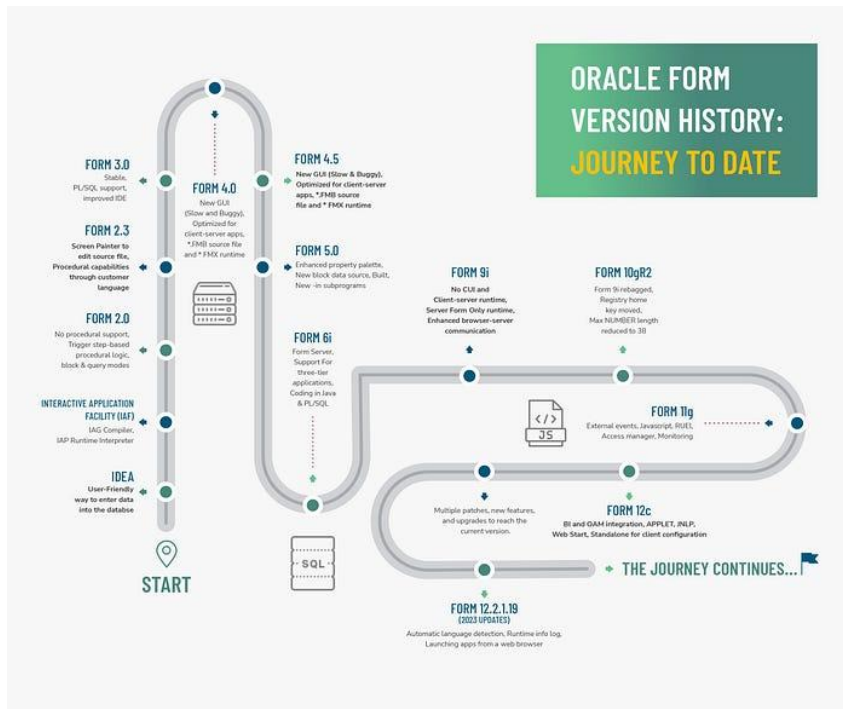 ORACLE FORM
VERSION HISTORY:
JOURNEY TO DATE
START
IDEA
User-Friendly
way to enter data
into the databse
INTERACTIVE APPLICATION
FACILITY (IAF)
IAG Compiler,
IAP Runtime Interpreter
FORM 2.0
No procedural support,
Trigger step-based
procedural logic,
block & query modes
FORM 2.3
Screen Painter to
edit source file,
Procedural capabilities
through customer
language
FORM 3.0
Stable,
PL/SQL support,
improved IDE
FORM 4.0
New GUI
(Slow and Buggy),
Optimized for
client-server apps,
*.FMB source file
and * FMX runtime
FORM 4.5
New GUI (Slow & Buggy),
Optimized for client-server
apps, *.FMB source
file and * FMX runtime
FORM 5.0
Enhanced property palette,
New block data source, Built,
New -in subprograms
FORM 6i
Form Server,
Support For
three-tier
applications,
Coding in Java
& PL/SQL
SQL
FORM 9i
No CUI and
Client-server runtime,
Server Form Only runtime,
Enhanced browser-server
communication
FORM 10gR2
Form 9i rebagged,
Registry home
key moved,
Max NUMBER length
reduced to 38
</>
JS
FORM 11g
External events, Javascript, RUEI,
Access manager, Monitoring
FORM 12c
BI and OAM integration, APPLET, JNLP,
Web Start, Standalone for client configuration
Multiple patches, new features,
and upgrades to reach the
current version.
FORM 12.2.1.19
(2023 UPDATES)
Automatic language detection, Runtime info log,
Launching apps from a web browser
THE JOURNEY CONTINUES...